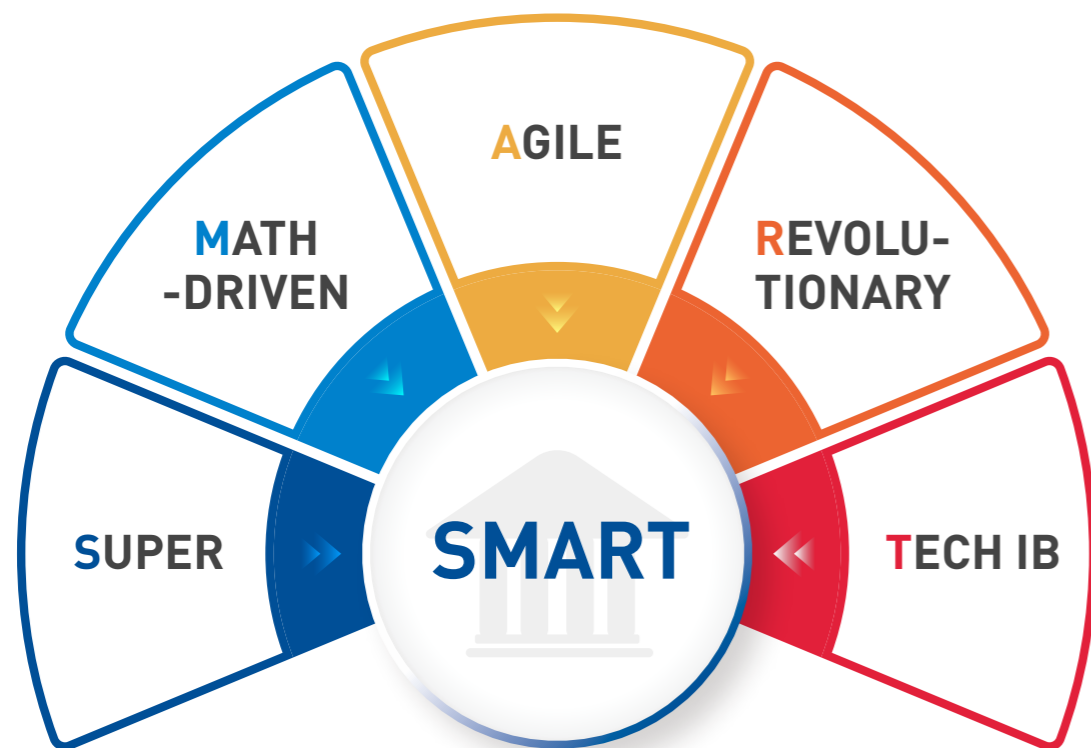 AGILE
MATH
-DRIVEN
REVOLU-
TIONARY
SUPER
SMART
TECH IB